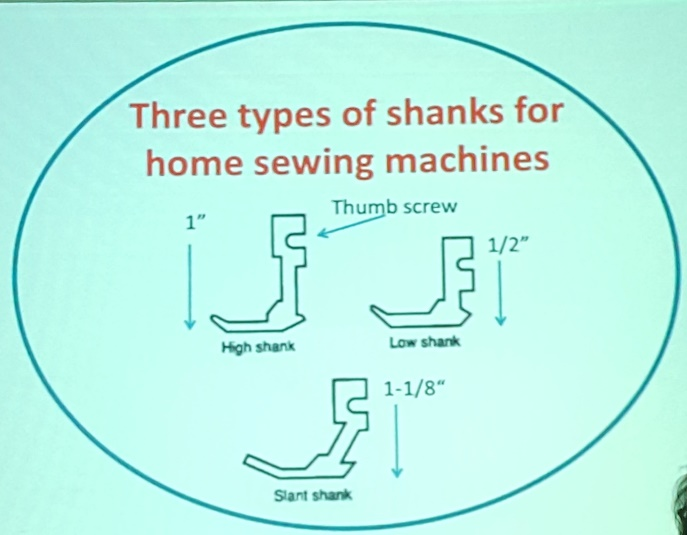 Three types of shanks for
home sewing machines
Thumb screw
1”
1/2”
High shank
Low shank
1-1/8“
Slant shank